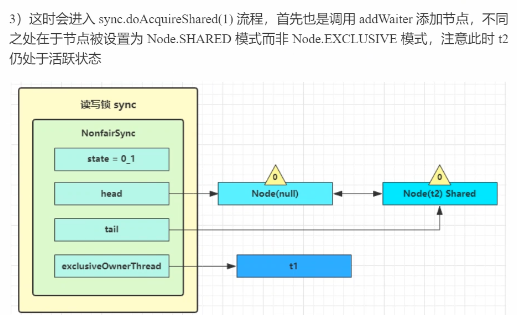 3）这时会进入 sync.doAcquireShared(1) 流程，首先也是调用 addWaiter 添加节点，不同
之处在于节点被设置为 Node.SHARED 模式而非 Node.EXCLUSIVE 模式，注意此时 t2
仍处于活跃状态
读写锁 sync
NonfairSync
state = 0_1
0
0
head
Node(null)
Node(t2) Shared
tail
exclusiveOwnerThread
t1